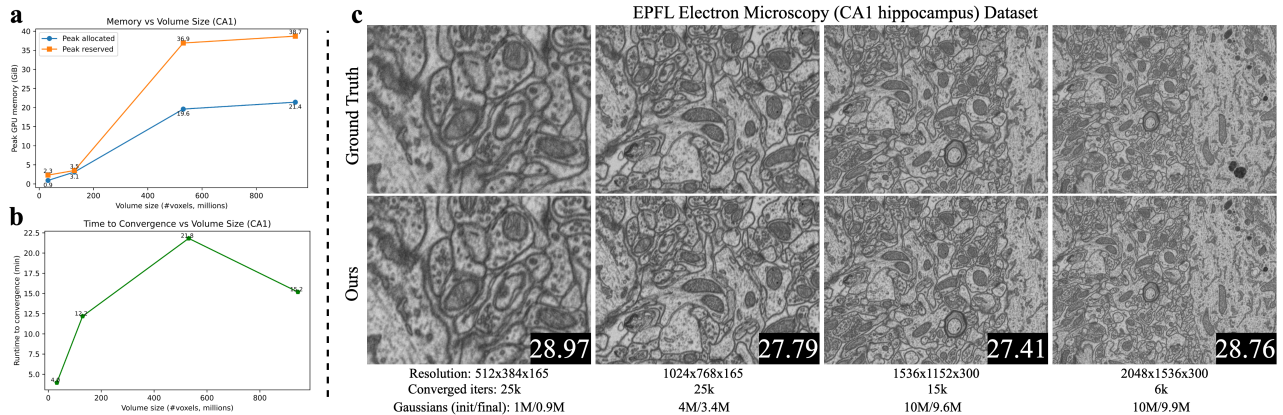 a
Memory vs Volume Size (CA1)
Peak allocated
Peak reserved
Peak GPU memory (GiB)
40
35
30
25
20
15
10
5
0
0 200 400 600 800
2.3
0.9
3.5
3.1
36.9
19.6
38.7
21.4
Volume size (#voxels, millions)
b
Time to Convergence vs Volume Size (CA1)
Runtime to convergence (min)
22.5
20.0
17.5
15.0
12.5
10.0
7.5
5.0
0 200 400 600 800
21.8
15.2
Volume size (#voxels, millions)
c
EPFL Electron Microscopy (CA1 hippocampus) Dataset
Ground Truth
Ours
28.97 27.79 27.41 28.76
Resolution: 512x384x165 1024x768x165 1536x1152x300 2048x1536x300
Converged iters: 25k 25k 15k 6k
Gaussians (init/final): 1M/0.9M 4M/3.4M 10M/9.6M 10M/9.9M